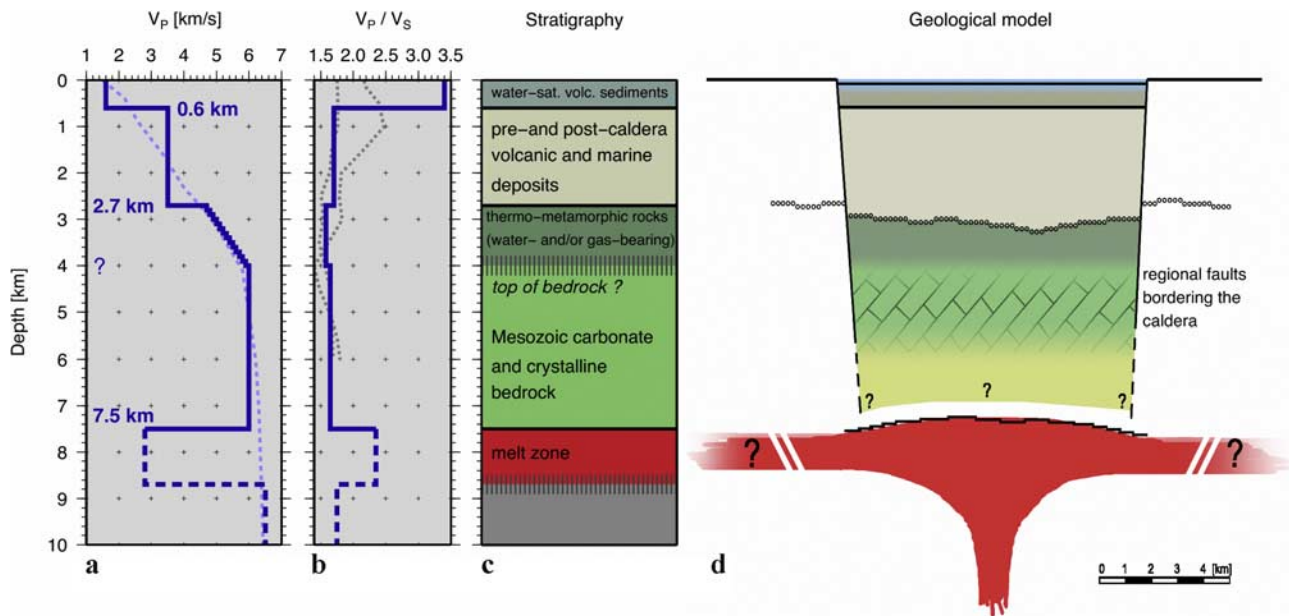 Vₚ [km/s]
1 2 3 4 5 6 7
0
1
2
3
4
5
6
7
8
9
10
Depth [km]
0.6 km
2.7 km
?
7.5 km
a
Vₚ / Vₛ
1.5 2.0 2.5 3.0 3.5
b
Stratigraphy
water−sat. volc. sediments
pre−and post−caldera
volcanic and marine
deposits
thermo−metamorphic rocks
(water− and/or gas−bearing)
top of bedrock ?
Mesozoic carbonate
and crystalline
bedrock
melt zone
c
Geological model
regional faults
bordering the
caldera
?
? ?
? ?
0 1 2 3 4 [km]
d